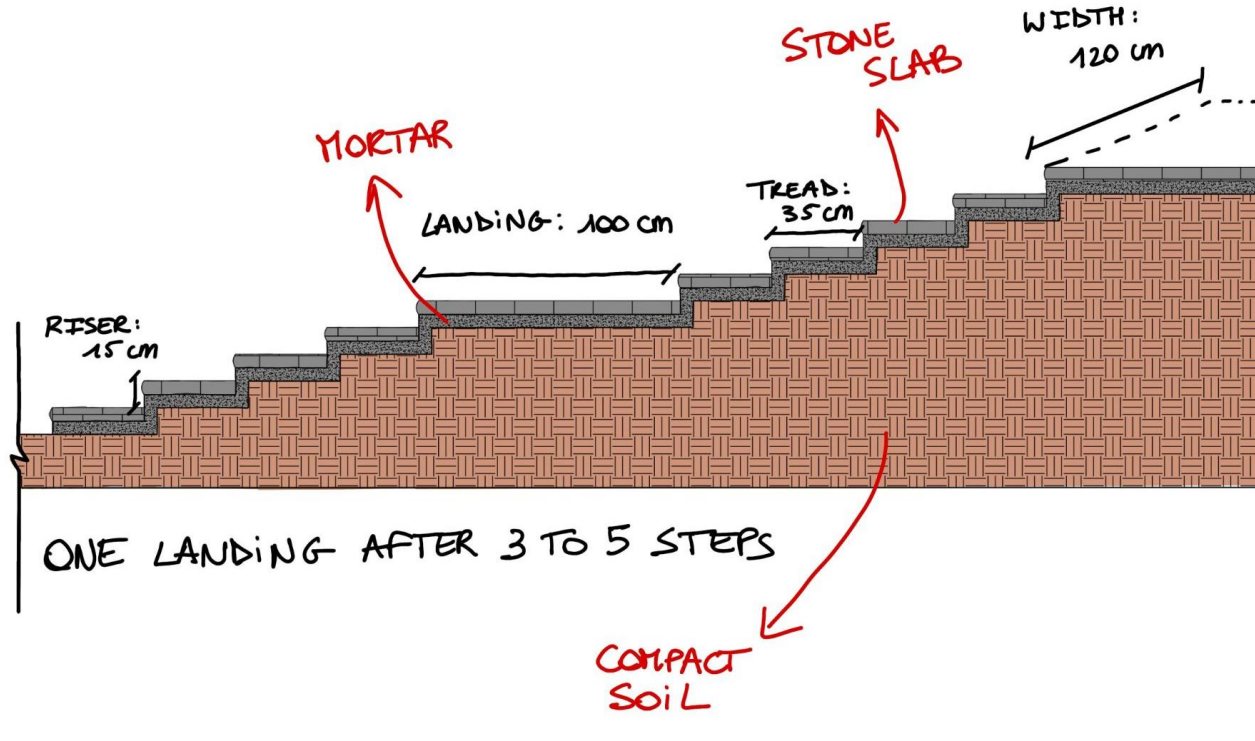 WIDTH:
120 cm
STONE
SLAB
MORTAR
TREAD:
35 cm
LANDING: 100 cm
RISER:
15 cm
ONE LANDING AFTER 3 TO 5 STEPS
COMPACT
SOIL